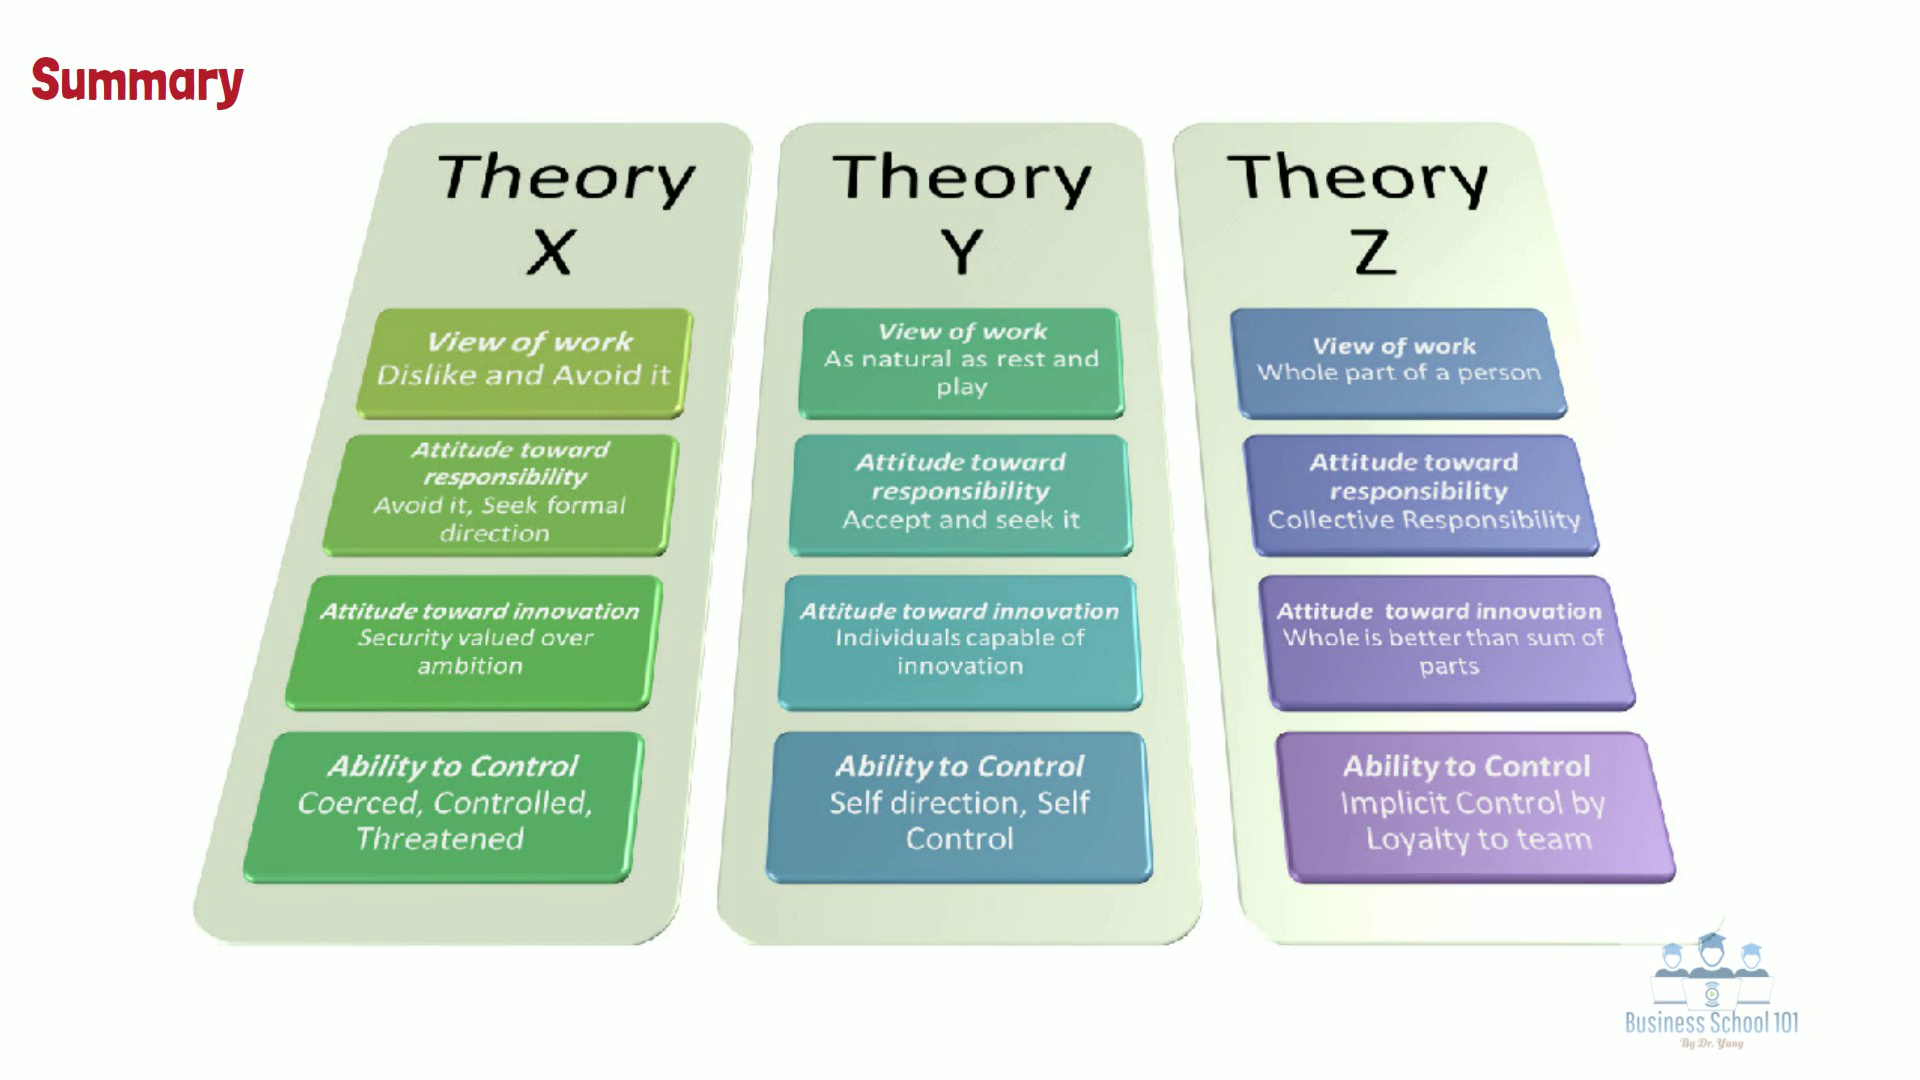 Summary
Theory
X
View of work
Dislike and Avoid it
Attitude toward
responsibility
Avoid it, Seek formal
direction
Attitude toward innovation
Security valued over
ambition
Ability to Control
Coerced, Controlled,
Threatened
Theory
Y
View of work
As natural as rest and
play
Attitude toward
responsibility
Accept and seek it
Attitude toward innovation
Individuals capable of
innovation
Ability to Control
Self direction, Self
Control
Theory
Z
View of work
Whole part of a person
Attitude toward
responsibility
Collective Responsibility
Attitude toward innovation
Whole is better than sum of
parts
Ability to Control
Implicit Control by
Loyalty to team
Business School 101
By Dr. Yang